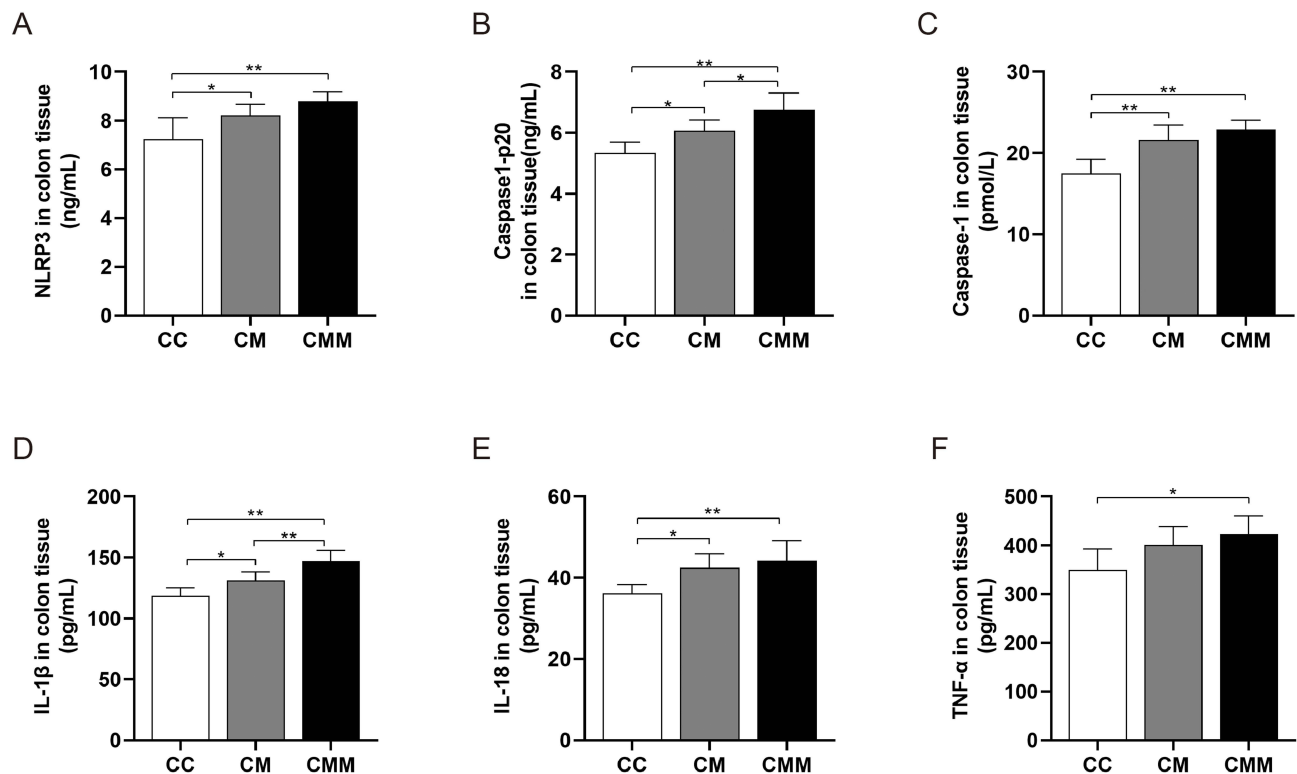 A
NLRP3 in colon tissue
(ng/mL)
10
8
6
4
2
0
**
*
CC CM CMM
B
Caspase1-p20
in colon tissue(ng/mL)
8
6
4
2
0
**
*
*
CC CM CMM
C
Caspase-1 in colon tissue
(pmol/L)
30
20
10
0
**
**
CC CM CMM
D
IL-1β in colon tissue
(pg/mL)
200
150
100
50
0
**
**
*
CC CM CMM
E
IL-18 in colon tissue
(pg/mL)
60
40
20
0
**
*
CC CM CMM
F
TNF-α in colon tissue
(pg/mL)
500
400
300
200
100
0
*
CC CM CMM